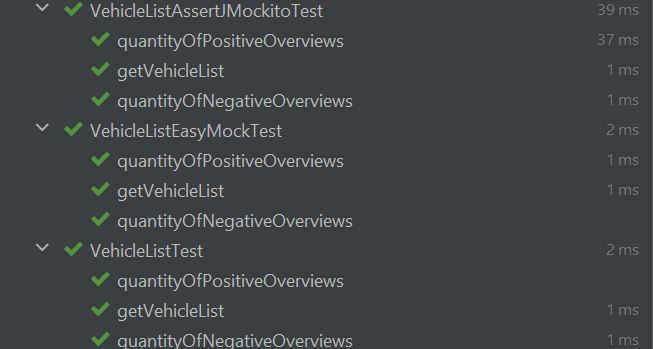 VehicleListAssertJMockitoTest 39 ms
quantityOfPositiveOverviews 37 ms
getVehicleList 1 ms
quantityOfNegativeOverviews 1 ms
VehicleListEasyMockTest 2 ms
quantityOfPositiveOverviews 1 ms
getVehicleList 1 ms
quantityOfNegativeOverviews
VehicleListTest 2 ms
quantityOfPositiveOverviews
getVehicleList 1 ms
quantityOfNegativeOverviews 1 ms